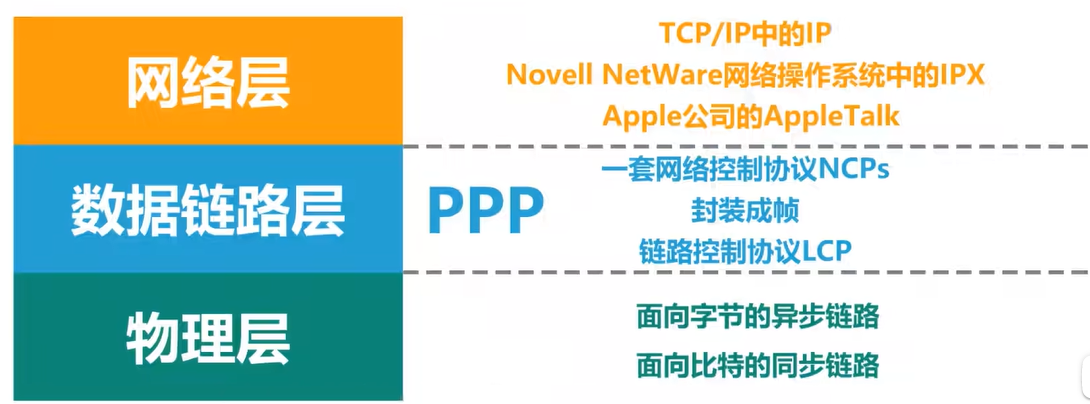 网络层
TCP/IP中的IP
Novell NetWare网络操作系统中的IPX
Apple公司的AppleTalk
数据链路层
PPP
一套网络控制协议NCPs
封装成帧
链路控制协议LCP
物理层
面向字节的异步链路
面向比特的同步链路